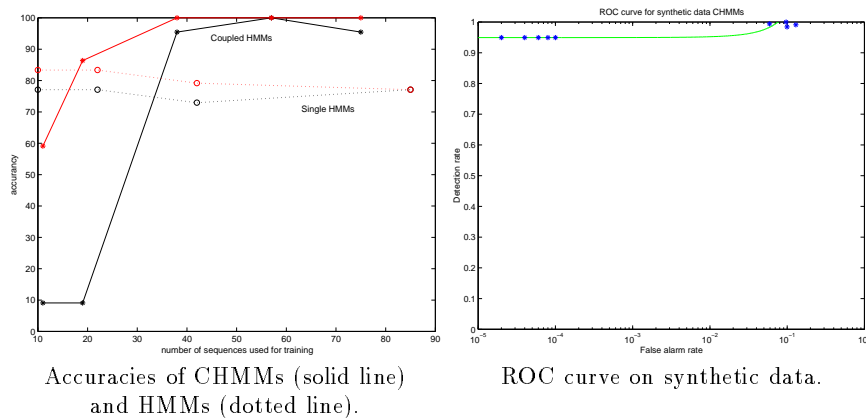 100
90
80
70
60
50
40
30
20
10
0
accurancy
Coupled HMMs
Single HMMs
10 20 30 40 50 60 70 80 90
number of sequences used for training
Accuracies of CHMMs (solid line)
and HMMs (dotted line).
ROC curve for synthetic data CHMMs
1
0.9
0.8
0.7
0.6
0.5
0.4
0.3
0.2
0.1
0
Detection rate
10^-5 10^-4 10^-3 10^-2 10^-1 10^0
False alarm rate
ROC curve on synthetic data.